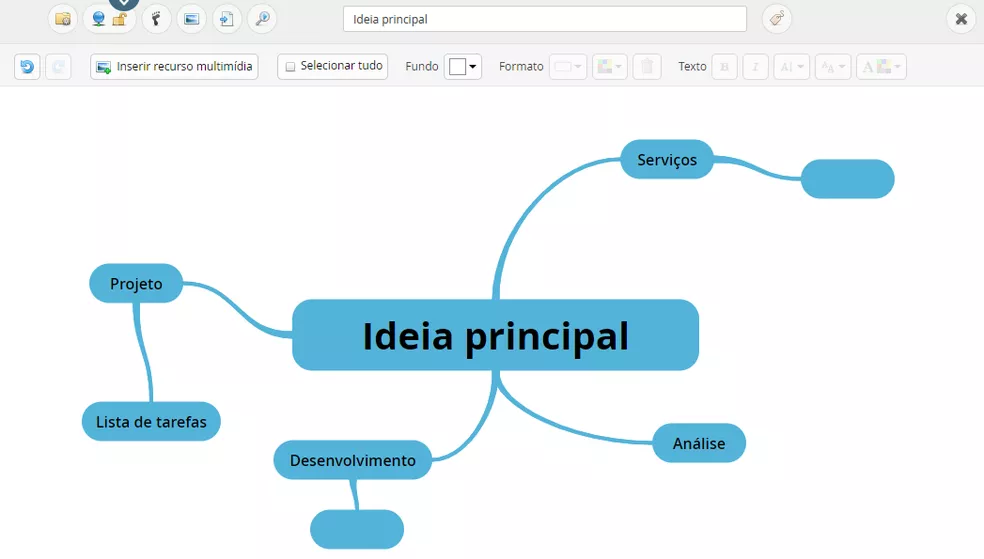 Ideia principal
Inserir recurso multimídia
Selecionar tudo
Fundo
Formato
Texto
B
I
A
A A
A
Serviços
Projeto
Ideia principal
Lista de tarefas
Desenvolvimento
Análise